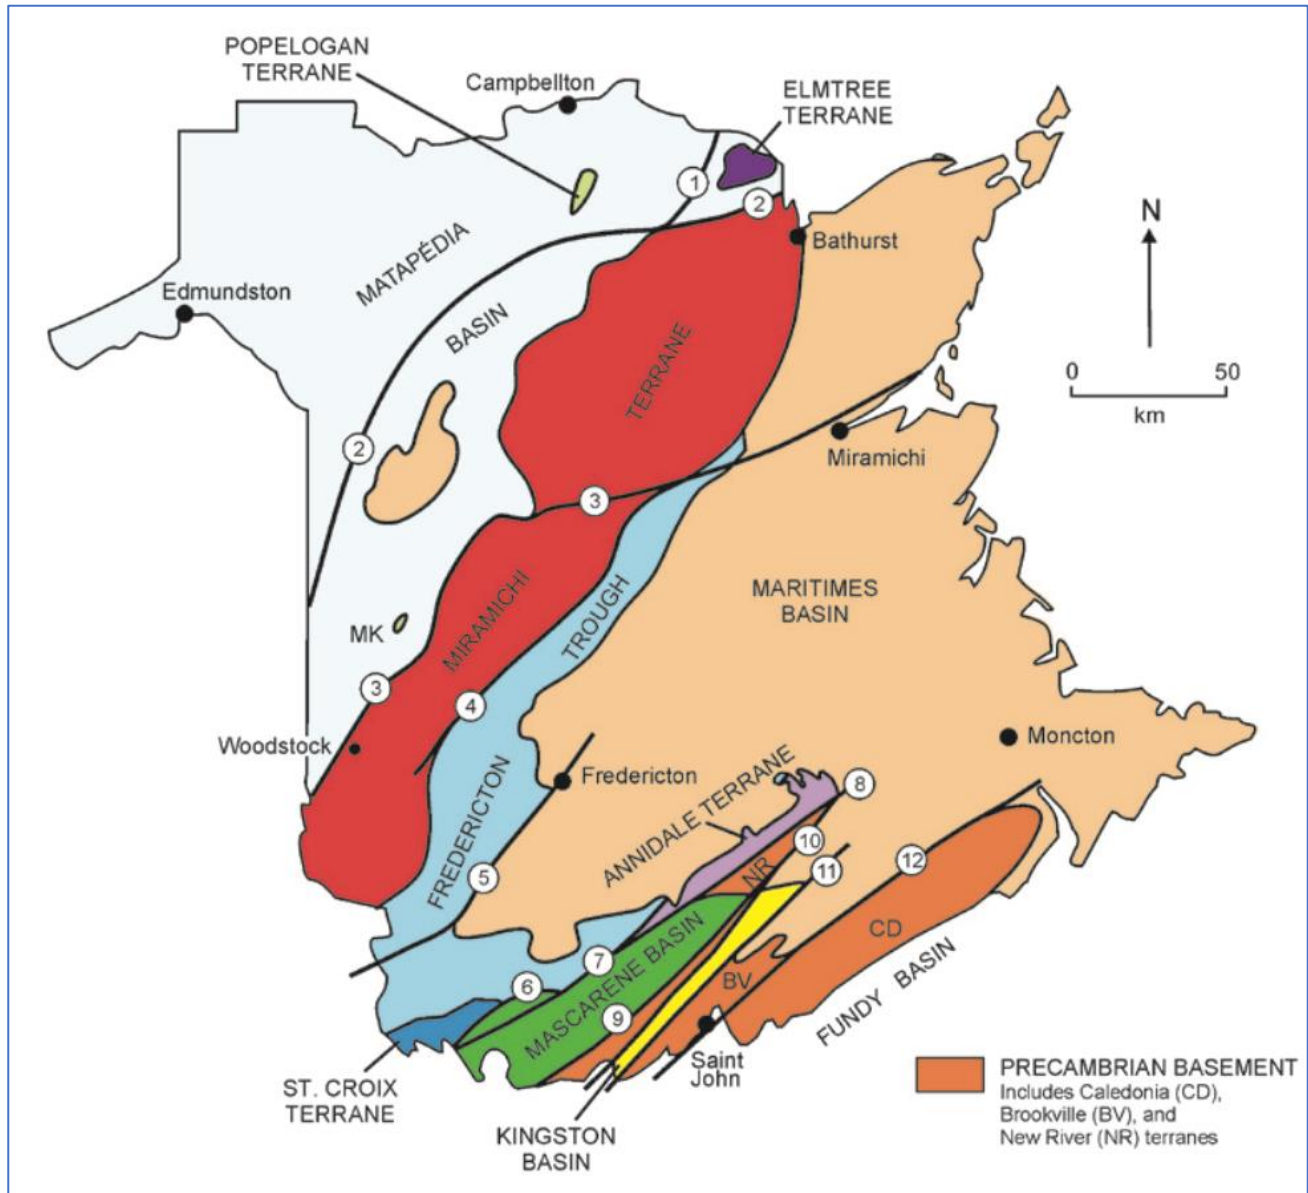 POPELOGAN
TERRANE
Campbellton
ELMTREE
TERRANE
1
2
N
Bathurst
MATAPÉDIA
Edmundston
BASIN
TERRANE
0 50
km
2
Miramichi
3
MARITIMES
BASIN
MK
MIRAMICHI
TROUGH
3
4
Woodstock
Moncton
Fredericton
FREDERICTON
ANNIDALE TERRANE
8
10
11
12
5
NR
CD
7
6
MASCARENE BASIN
BV
9
FUNDY BASIN
Saint
John
ST. CROIX
TERRANE
KINGSTON
BASIN
PRECAMBRIAN BASEMENT
Includes Caledonia (CD),
Brookville (BV), and
New River (NR) terranes